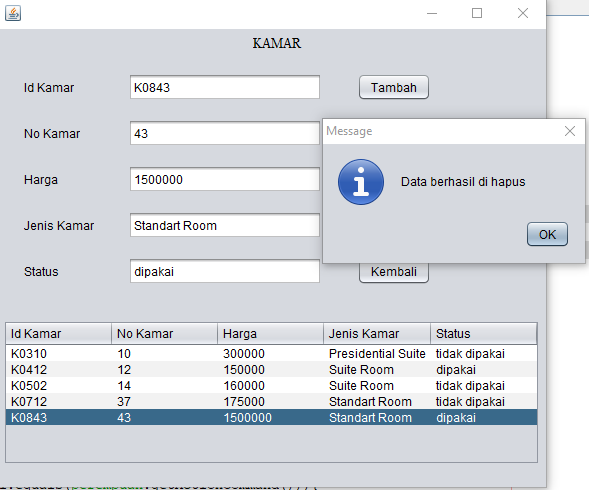 KAMAR
Id Kamar K0843 Tambah
No Kamar 43
Message
Harga 1500000
Data berhasil di hapus
Jenis Kamar Standart Room
OK
Status dipakai Kembali
Id Kamar No Kamar Harga Jenis Kamar Status
K0310 10 300000 Presidential Suite tidak dipakai
K0412 12 150000 Suite Room dipakai
K0502 14 160000 Suite Room tidak dipakai
K0712 37 175000 Standart Room tidak dipakai
K0843 43 1500000 Standart Room dipakai